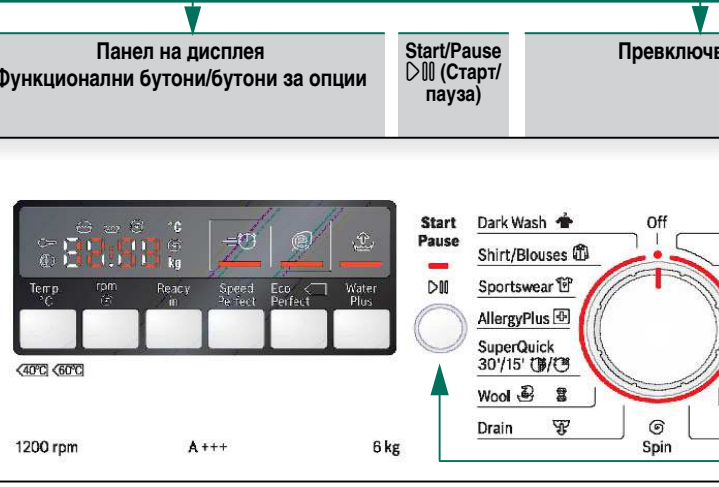 Панел на дисплея
Функционални бутони/бутони за опции
Start/Pause
(Старт/
пауза)
°C
kg
Temp
°C
rpm
Ready
in
Speed
Perfect
Eco
Perfect
Water
Plus
<40°C <60°C
1200 rpm
A+++
6 kg
Start
Pause
Dark Wash
Shirt/Blouses
Sportswear
AllergyPlus
SuperQuick
30'/15'
Wool
Drain
Off
Spin